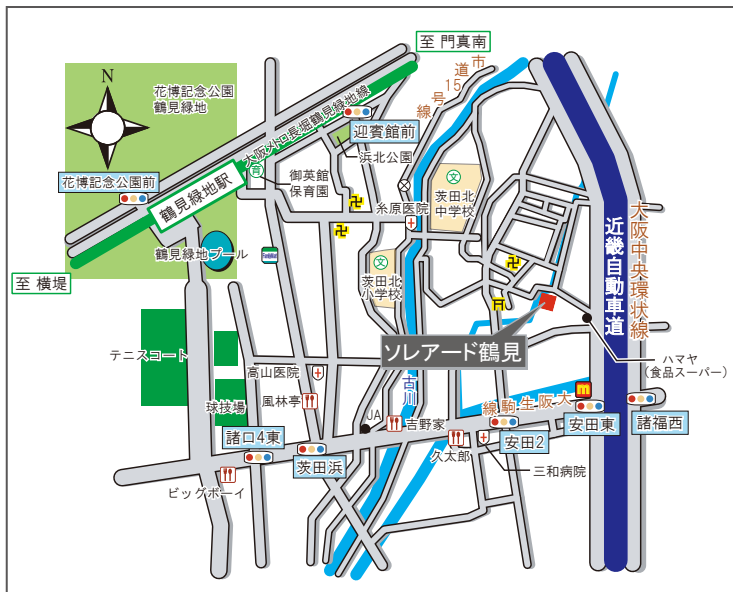 至 門真南
N
花博記念公園
鶴見緑地
市道15号線
大阪メトロ長堀鶴見緑地線
迎賓館前
浜北公園
育
御英館
保育園
文
茨田北
中学校
花博記念公園前
鶴見緑地駅
糸原医院
鶴見緑地プール
FamilyMart
文
茨田北
小学校
至 横堤
大阪中央環状線
近畿自動車道
ソレアード鶴見
ハマヤ
(食品スーパー)
テニスコート
高山医院
古川
球技場
風林亭
JA
吉野家
大阪生駒線
m
諸口4東
茨田浜
久太郎
安田2
安田東
諸福西
三和病院
ビッグボーイ